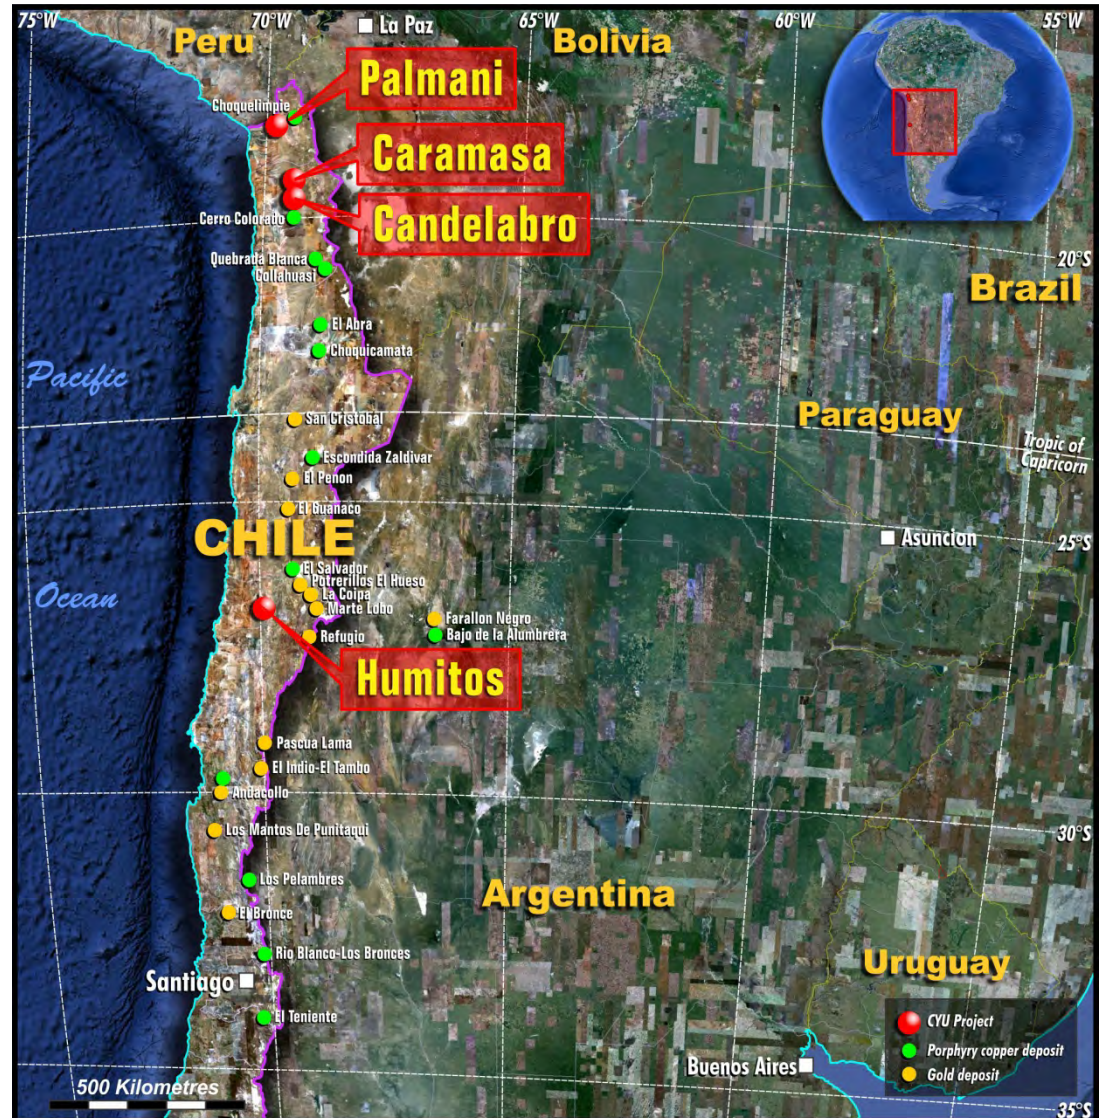 75°W
70°W
65°W
60°W
55°W
Peru
La Paz
Bolivia
Palmani
Choquelimpie
Caramasa
Candelabro
Cerro Colorado
Quebrada Blanca
Collahuasi
20°S
Brazil
El Abra
Chuquicamata
Pacific
San Cristobal
Paraguay
Tropic of
Capricorn
Escondida Zaldivar
El Penon
El Guanaco
CHILE
Asuncion
25°S
El Salvador
Potrerillos El Hueso
La Coipa
Ocean
Marte Lobo
Farallon Negro
Refugio
Bajo de la Alumbrera
Humitos
Pascua Lama
El Indio-El Tambo
Andacollo
Los Mantos De Punitaqui
30°S
Los Pelambres
Argentina
El Bronce
Rio Blanco-Los Bronces
Uruguay
Santiago
El Teniente
CYU Project
Porphyry copper deposit
Gold deposit
Buenos Aires
500 Kilometres
35°S